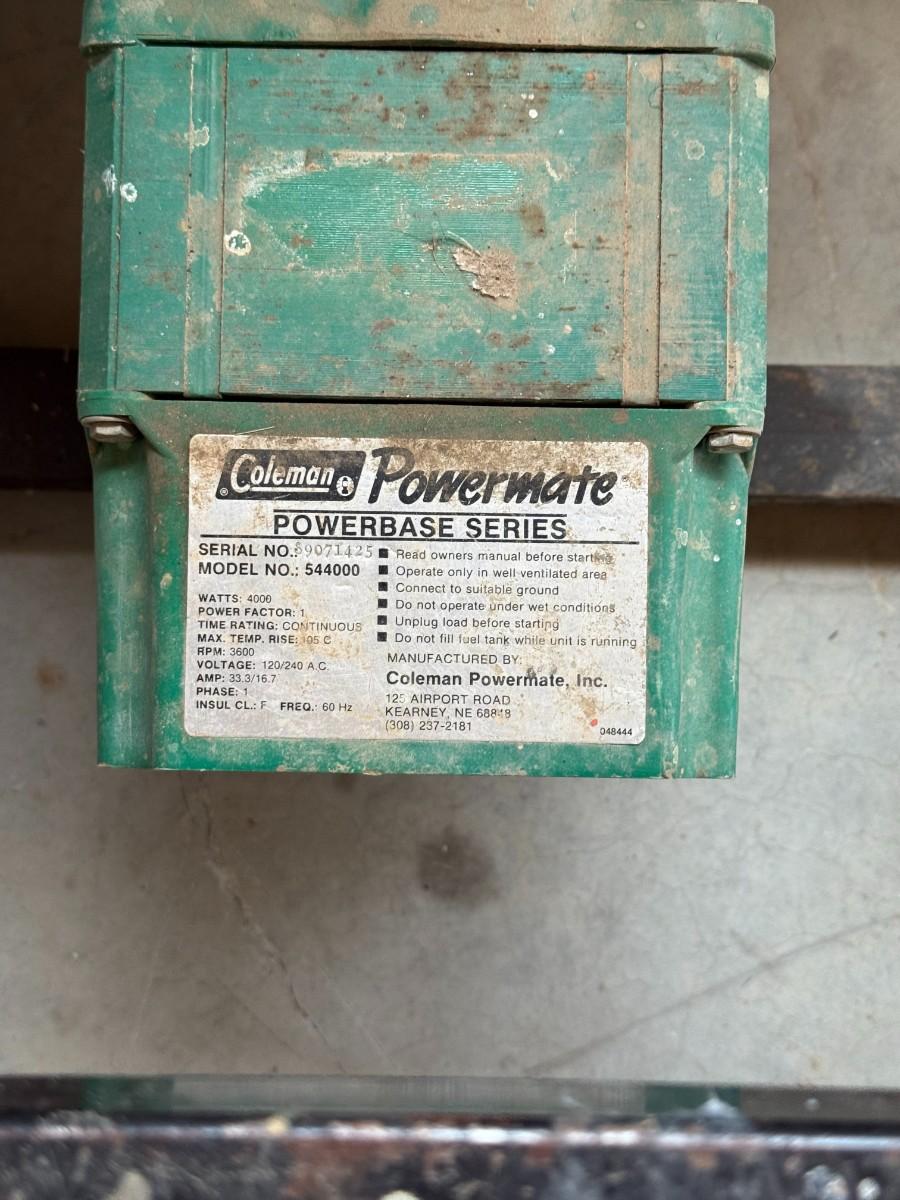 Coleman® Powermate®
POWERBASE SERIES
SERIAL NO.: 89071425
MODEL NO.: 544000
WATTS: 4000
POWER FACTOR: 1
TIME RATING: CONTINUOUS
MAX. TEMP. RISE: 105 C
RPM: 3600
VOLTAGE: 120/240 A.C.
AMP: 33.3/16.7
PHASE: 1
INSUL CL.: F FREQ.: 60 Hz
■ Read owners manual before starting
■ Operate only in well ventilated area
■ Connect to suitable ground
■ Do not operate under wet conditions
■ Unplug load before starting
■ Do not fill fuel tank while unit is running
MANUFACTURED BY:
Coleman Powermate, Inc.
125 AIRPORT ROAD
KEARNEY, NE 68848
(308) 237-2181
048444